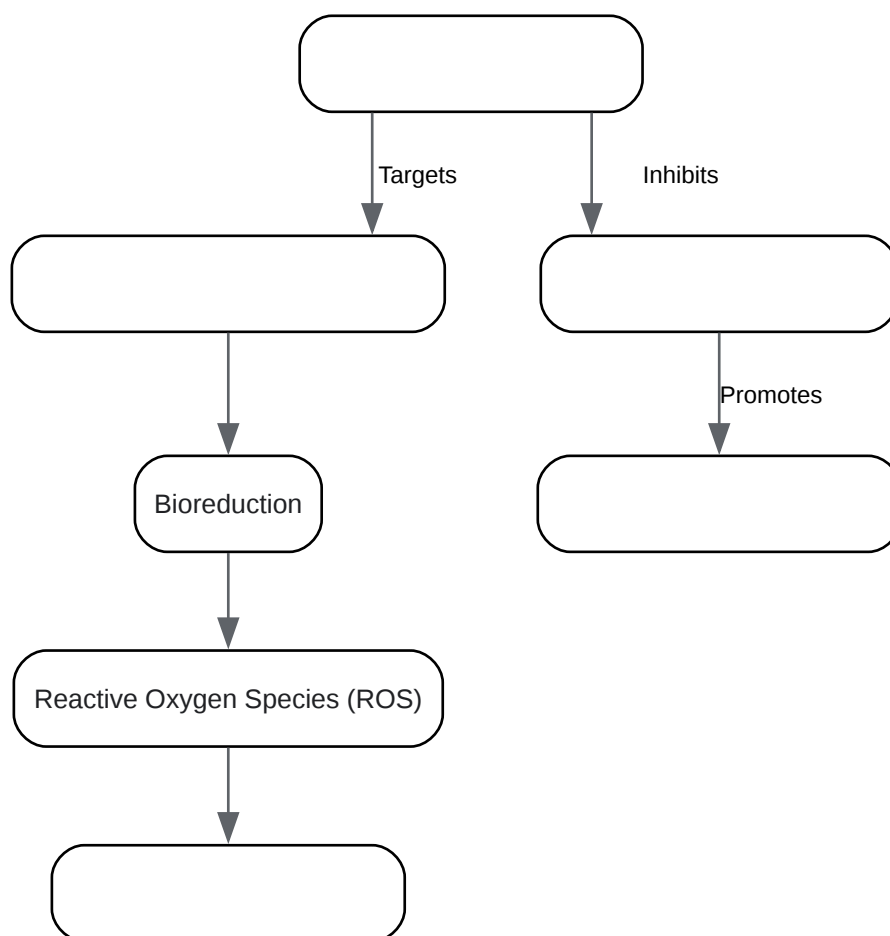 Targets
Inhibits
Promotes
Bioreduction
Reactive Oxygen Species (ROS)